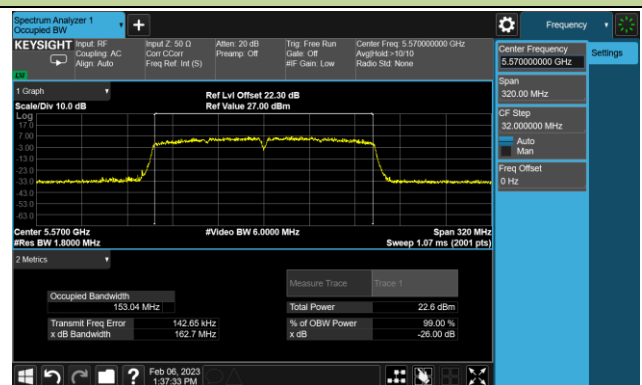 Spectrum Analyzer 1
Occupied BW
Frequency
KEYSIGHT
Input: RF
Coupling: AC
Align: Auto
Input Z: 50 Ω
Corr CCorr
Freq Ref: Int (S)
Atten: 20 dB
Preamp: Off
Trig: Free Run
Gate: Off
#IF Gain: Low
Center Freq: 5.570000000 GHz
Avg|Hold:>10/10
Radio Std: None
Center Frequency
5.570000000 GHz
Settings
Span
320.00 MHz
CF Step
32.000000 MHz
Auto
Man
Freq Offset
0 Hz
1 Graph
Scale/Div 10.0 dB
Ref Lvl Offset 22.30 dB
Ref Value 27.00 dBm
Log
17.0
7.00
-3.00
-13.0
-23.0
-33.0
-43.0
-53.0
-63.0
Center 5.5700 GHz
#Res BW 1.8000 MHz
#Video BW 6.0000 MHz
Span 320 MHz
Sweep 1.07 ms (2001 pts)
2 Metrics
Measure Trace
Trace 1
Occupied Bandwidth
153.04 MHz
Total Power
22.6 dBm
Transmit Freq Error
142.65 kHz
% of OBW Power
99.00 %
x dB Bandwidth
162.7 MHz
x dB
-26.00 dB
?
Feb 06, 2023
1:37:33 PM